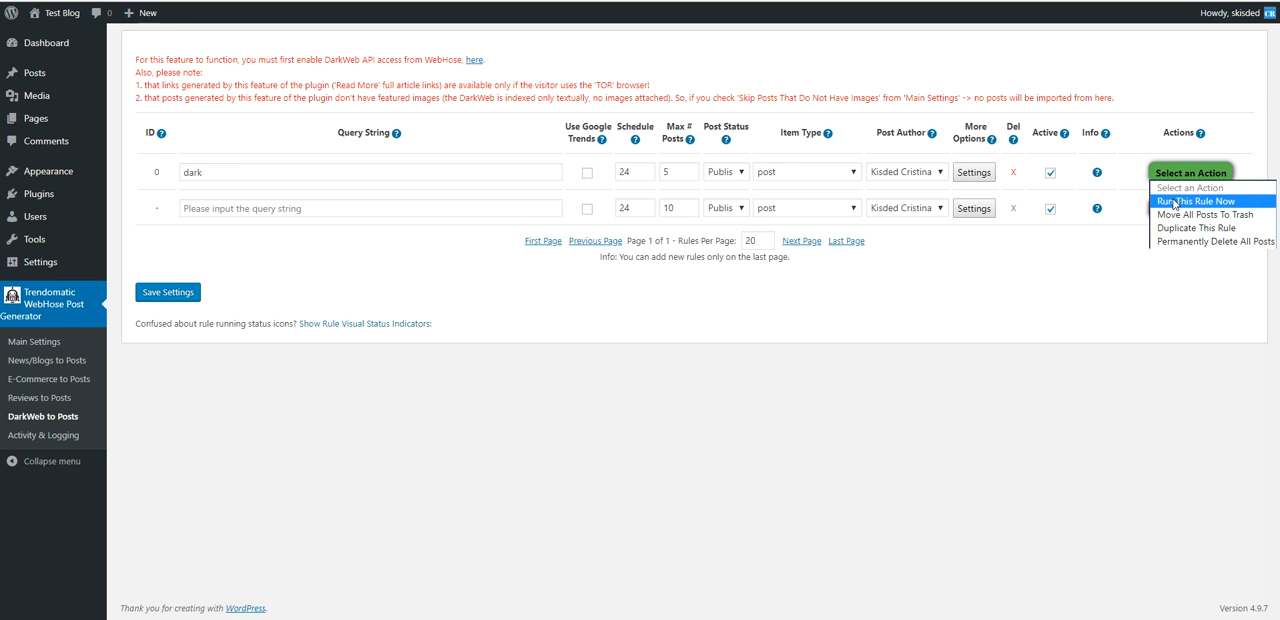 Test Blog 0 New Howdy, skisded CR
Dashboard
Posts
Media
Pages
Comments
Appearance
Plugins
Users
Tools
Settings
Trendomatic
WebHose Post
Generator
Main Settings
News/Blogs to Posts
E-Commerce to Posts
Reviews to Posts
DarkWeb to Posts
Activity & Logging
Collapse menu
For this feature to function, you must first enable DarkWeb API access from WebHose, here.
Also, please note:
1. that links generated by this feature of the plugin ('Read More' full article links) are available only if the visitor uses the 'TOR' browser!
2. that posts generated by this feature of the plugin don't have featured images (the DarkWeb is indexed only textually, no images attached). So, if you check 'Skip Posts That Do Not Have Images' from 'Main Settings' -> no posts will be imported from here.
ID ? Query String ? Use Google Trends ? Schedule ? Max # Posts ? Post Status ? Item Type ? Post Author ? More Options ? Del ? Active ? Info ? Actions ?
0 dark 24 5 Publis post Kisded Cristina Settings X ? Select an Action
- Please input the query string 24 10 Publis post Kisded Cristina Settings X ?
Select an Action
Run This Rule Now
Move All Posts To Trash
Duplicate This Rule
Permanently Delete All Posts
First Page Previous Page Page 1 of 1 - Rules Per Page: 20 Next Page Last Page
Info: You can add new rules only on the last page.
Save Settings
Confused about rule running status icons? Show Rule Visual Status Indicators:
Thank you for creating with WordPress. Version 4.9.7